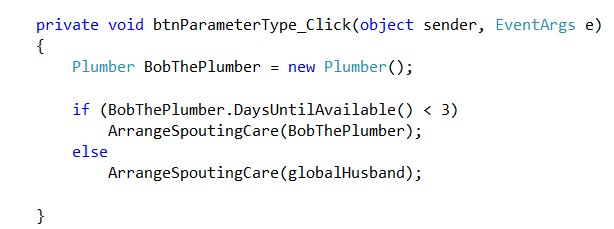 private void btnParameterType_Click(object sender, EventArgs e)
{
    Plumber BobThePlumber = new Plumber();
    if (BobThePlumber.DaysUntilAvailable() < 3)
        ArrangeSpoutingCare(BobThePlumber);
    else
        ArrangeSpoutingCare(globalHusband);
}